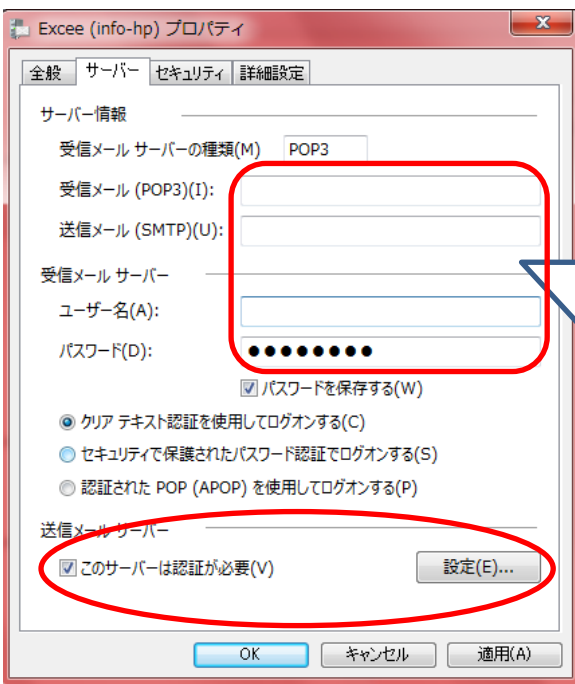 Excee (info-hp) プロパティ
全般 サーバー セキュリティ 詳細設定
サーバー情報
受信メール サーバーの種類(M) POP3
受信メール (POP3)(I):
送信メール (SMTP)(U):
受信メール サーバー
ユーザー名(A):
パスワード(D): ●●●●●●●●
パスワードを保存する(W)
クリア テキスト認証を使用してログオンする(C)
セキュリティで保護されたパスワード認証でログオンする(S)
認証された POP (APOP) を使用してログオンする(P)
送信メール サーバー
このサーバーは認証が必要(V) 設定(E)...
OK キャンセル 適用(A)